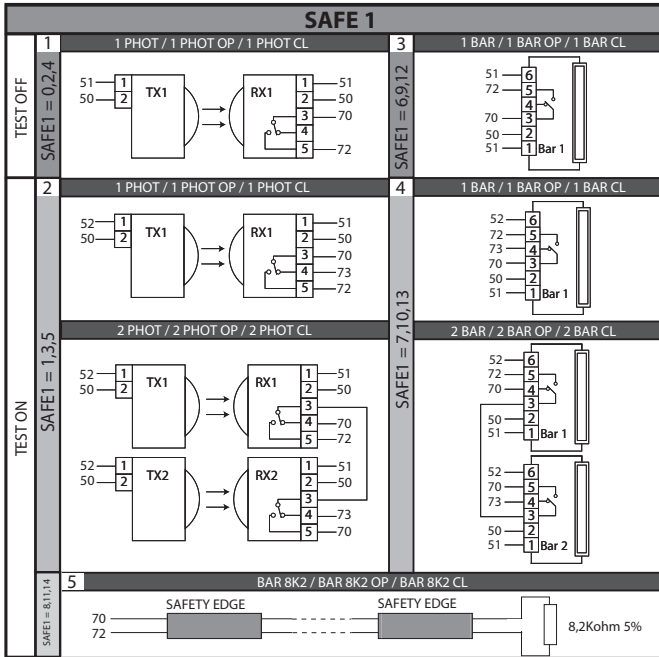 SAFE 1
TEST OFF
SAFE1 = 0,2,4
1
1 PHOT / 1 PHOT OP / 1 PHOT CL
51 1
50 2
TX1
RX1
1 51
2 50
3 70
4
5 72
SAFE1 = 6,9,12
3
1 BAR / 1 BAR OP / 1 BAR CL
51 6
72 5
4
70 3
50 2
51 1 Bar 1
TEST ON
SAFE1 = 1,3,5
2
1 PHOT / 1 PHOT OP / 1 PHOT CL
52 1
50 2
TX1
RX1
1 51
2 50
3 70
4 73
5 72
2 PHOT / 2 PHOT OP / 2 PHOT CL
52 1
50 2
TX1
RX1
1 51
2 50
3
4 70
5 72
52 1
50 2
TX2
RX2
1 51
2 50
3
4 73
5 70
SAFE1 = 7,10,13
4
1 BAR / 1 BAR OP / 1 BAR CL
52 6
72 5
73 4
70 3
50 2
51 1 Bar 1
2 BAR / 2 BAR OP / 2 BAR CL
52 6
72 5
70 4
3
50 2
51 1 Bar 1
52 6
70 5
73 4
3
50 2
51 1 Bar 2
SAFE1 = 8,11,14
5
BAR 8K2 / BAR 8K2 OP / BAR 8K2 CL
70
72
SAFETY EDGE
SAFETY EDGE
8,2Kohm 5%